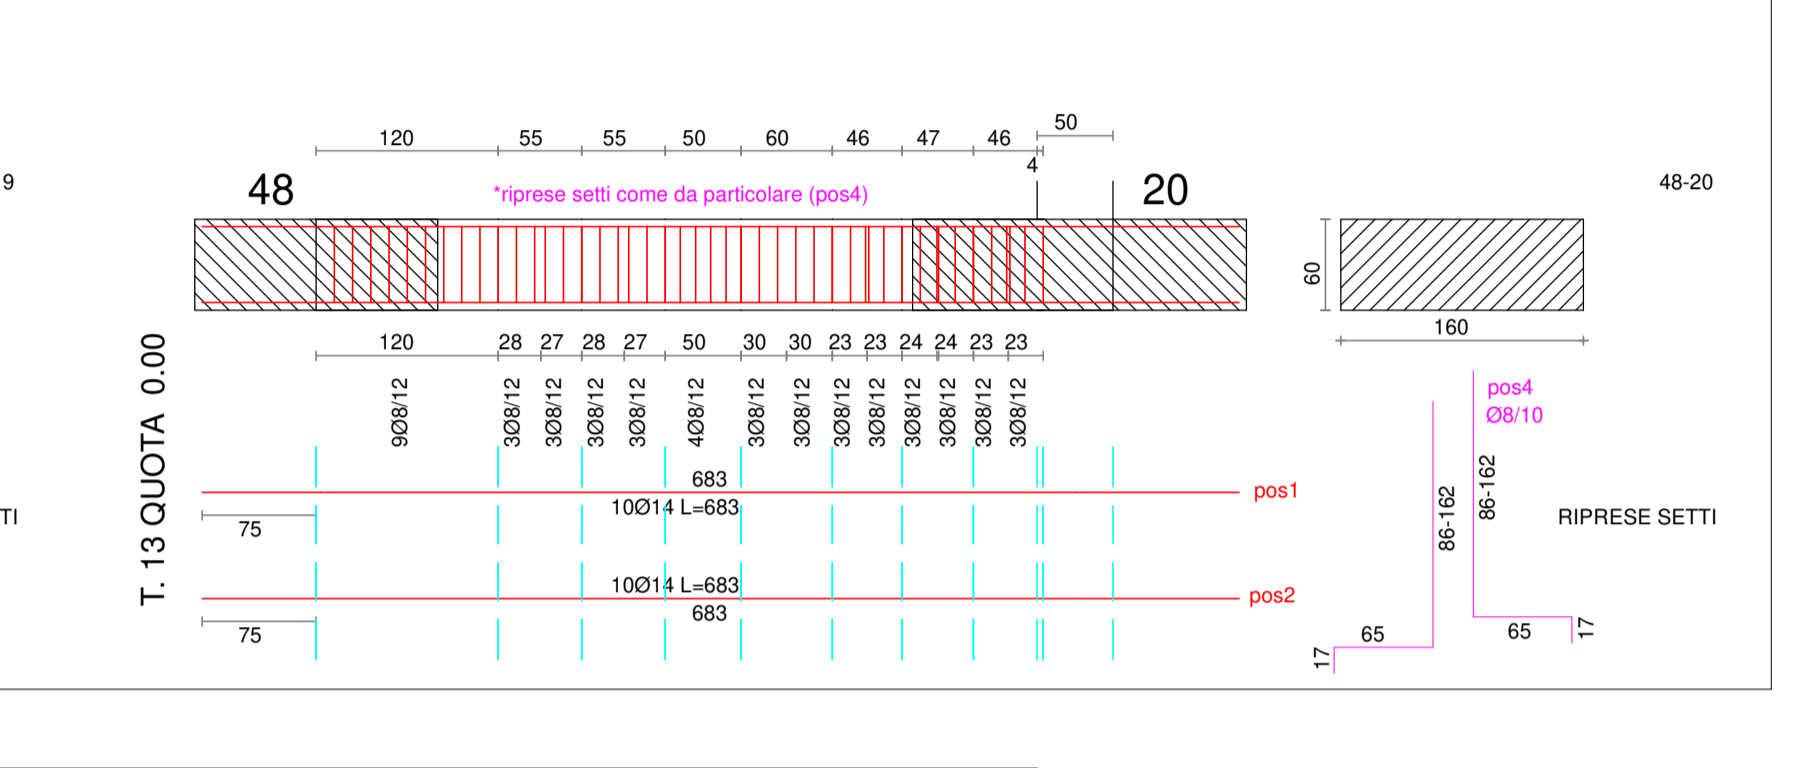 50
120 55 55 50 60 46 47 46
4
9
48 *riprese setti come da particolare (pos4) 20 48-20
60
160
120 28 27 28 27 50 30 30 23 23 24 24 23 23
9Ø8/12 3Ø8/12 3Ø8/12 3Ø8/12 3Ø8/12 4Ø8/12 3Ø8/12 3Ø8/12 3Ø8/12 3Ø8/12 3Ø8/12 3Ø8/12 3Ø8/12 3Ø8/12
T. 13 QUOTA 0.00
pos4
Ø8/10
683
pos1
10Ø14 L=683
75
86-162
86-162
TI
RIPRESE SETTI
10Ø14 L=683
pos2
683
75
65
17
65
17